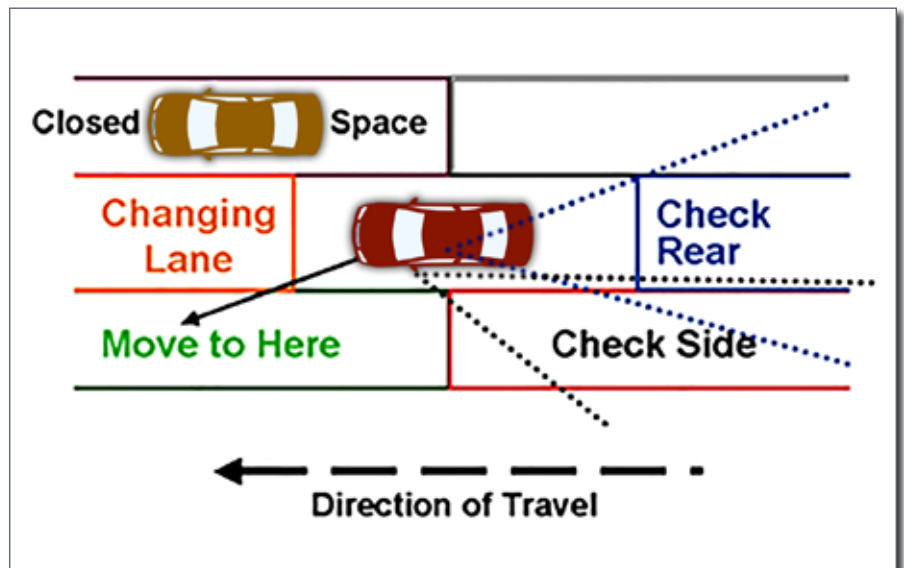 Closed Space
Changing
Lane
Check
Rear
Move to Here
Check Side
Direction of Travel